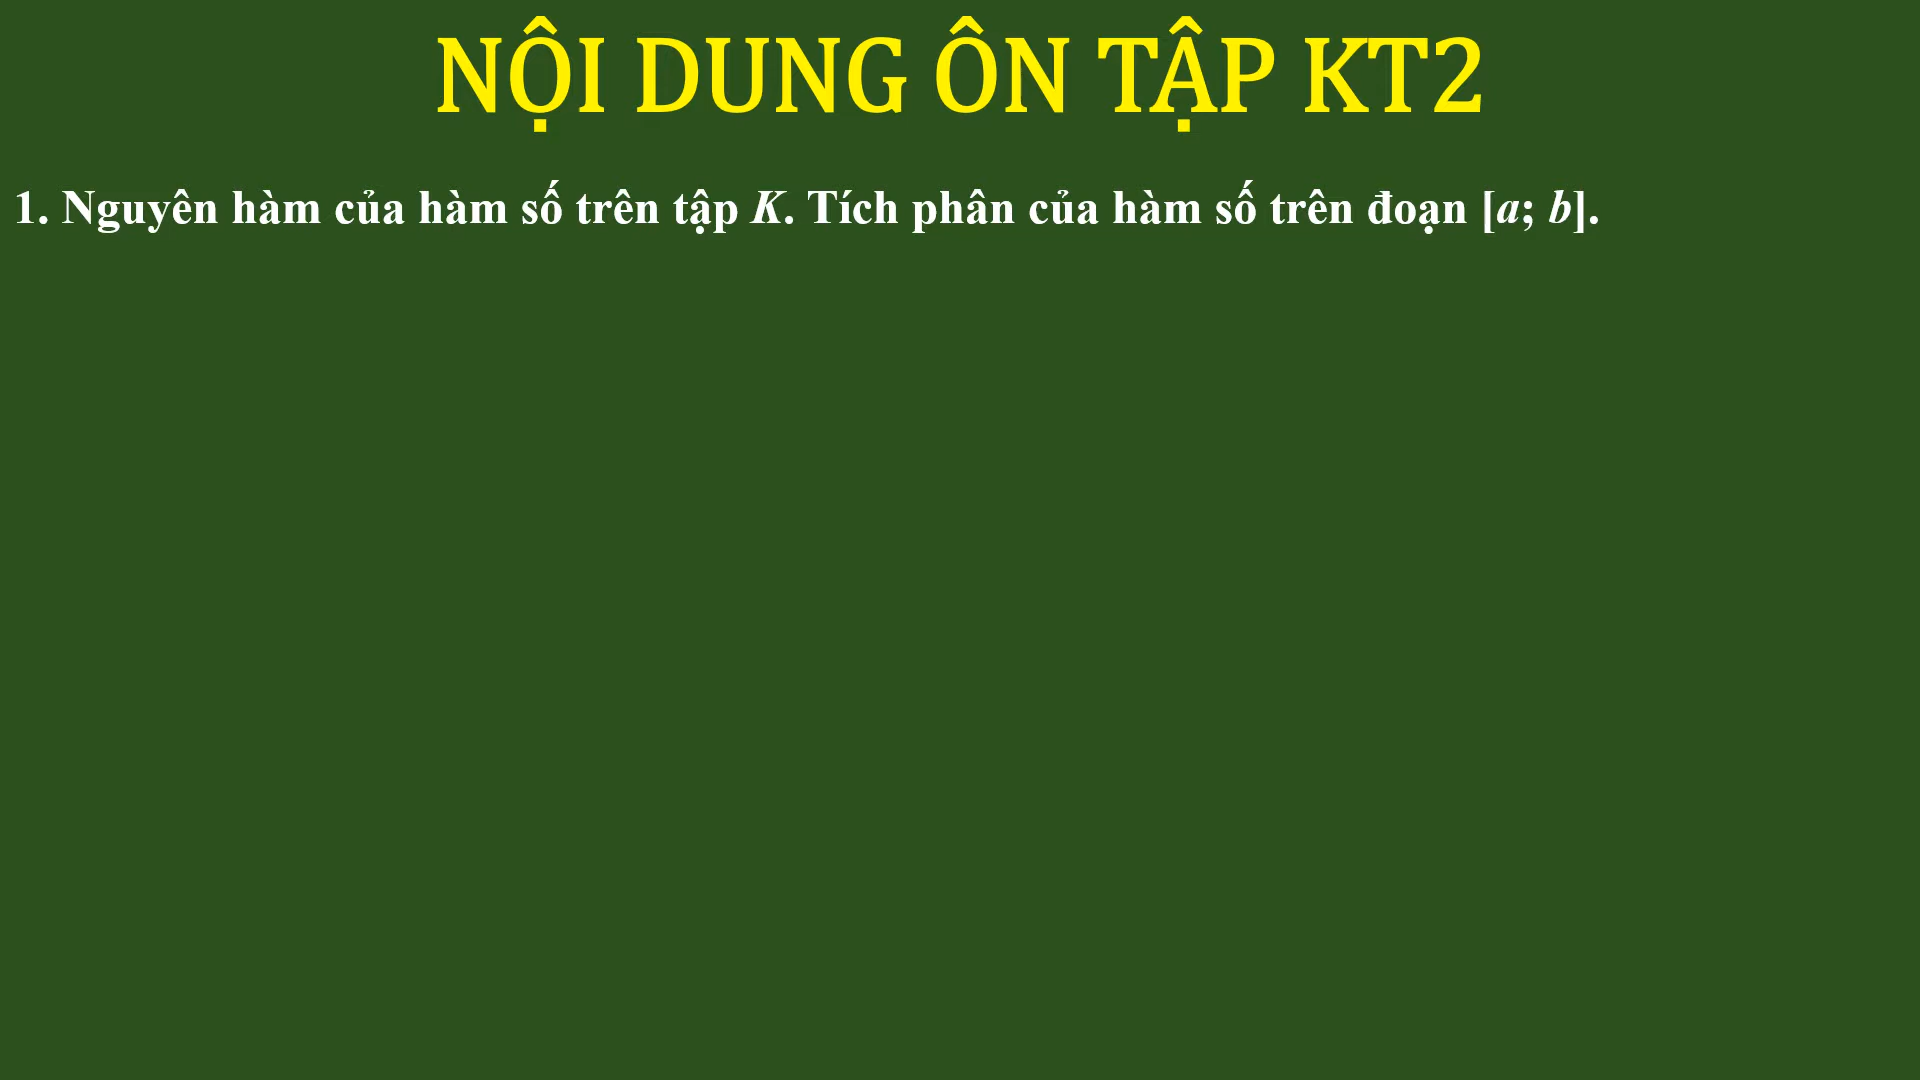 NỘI DUNG ÔN TẬP KT2
1. Nguyên hàm của hàm số trên tập K. Tích phân của hàm số trên đoạn [a; b].